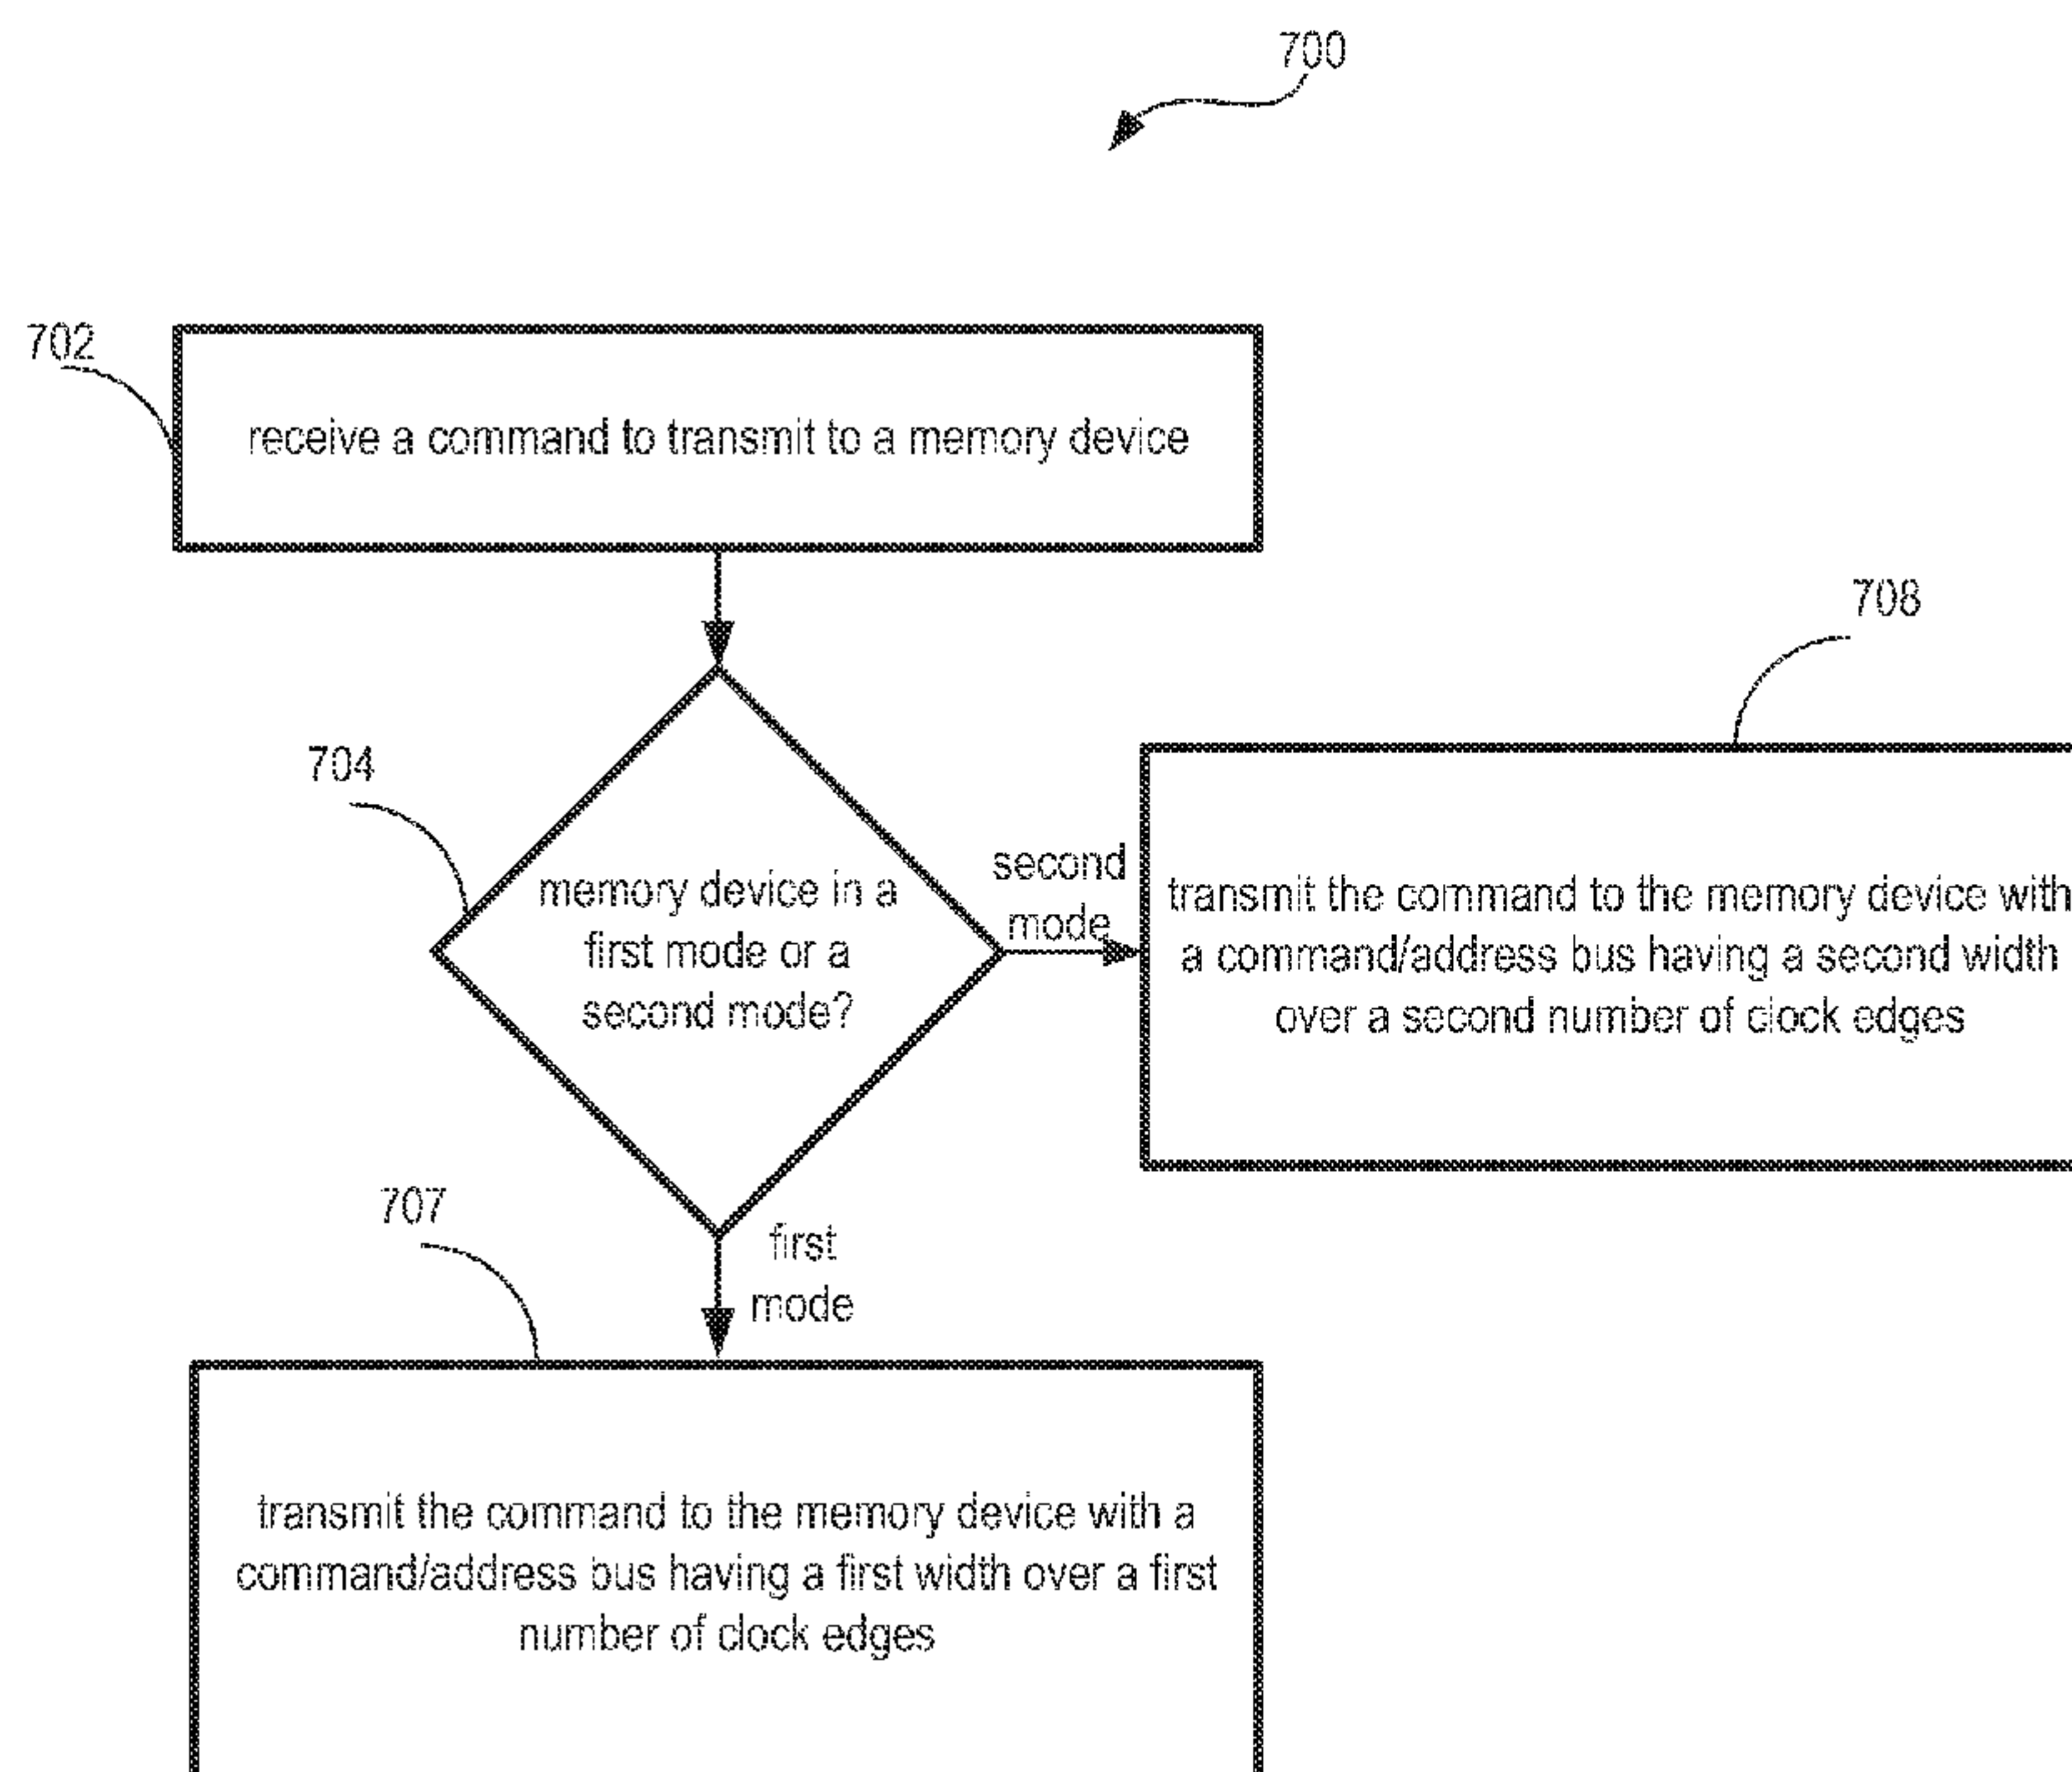 700
702
receive a command to transmit to a memory device
708
704
memory device in a
first mode or a
second mode?
second
mode
transmit the command to the memory device with
a command/address bus having a second width
over a second number of clock edges
707
first
mode
transmit the command to the memory device with a
command/address bus having a first width over a first
number of clock edges